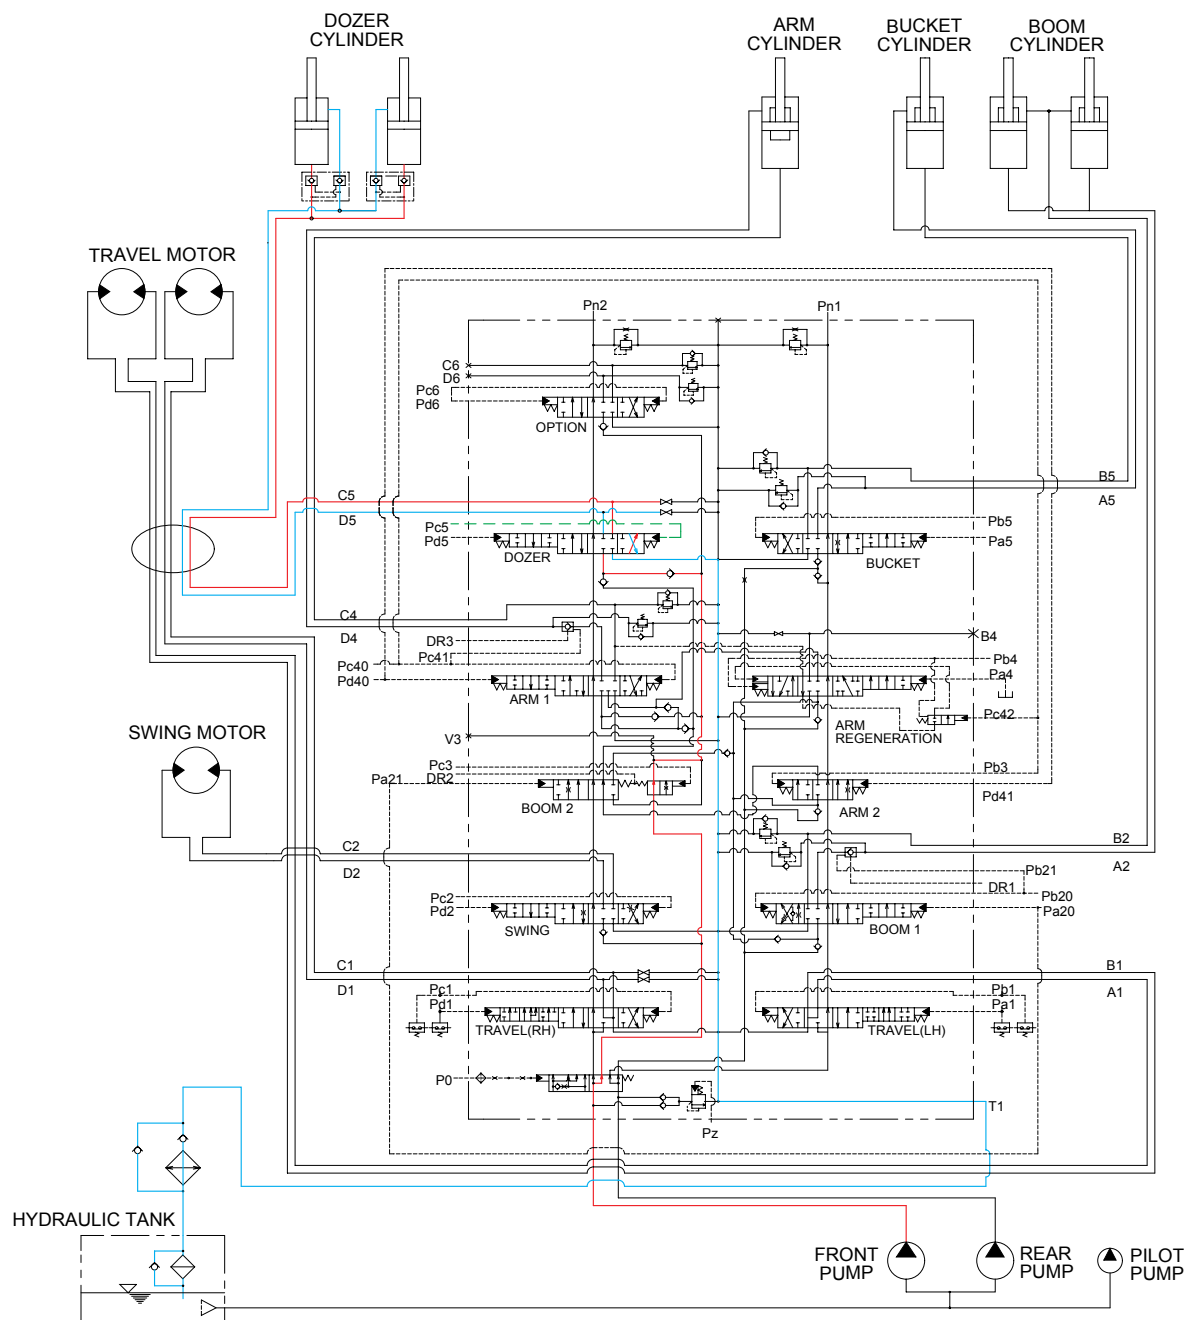 DOZER
CYLINDER
ARM
CYLINDER
BUCKET
CYLINDER
BOOM
CYLINDER
TRAVEL MOTOR
Pn2
Pn1
C6
D6
Pc6
Pd6
OPTION
C5
D5
B5
A5
Pc5
Pd5
DOZER
Pb5
Pa5
BUCKET
C4
D4
DR3
B4
Pc40
Pc41
Pd40
Pb4
Pa4
ARM 1
ARM
REGENERATION
Pc42
SWING MOTOR
V3
Pc3
DR2
Pa21
Pb3
Pd41
BOOM 2
ARM 2
C2
D2
B2
A2
Pb21
DR1
Pc2
Pd2
Pb20
Pa20
SWING
BOOM 1
C1
D1
B1
A1
Pc1
Pd1
Pb1
Pa1
TRAVEL(RH)
TRAVEL(LH)
P0
T1
Pz
HYDRAULIC TANK
FRONT
PUMP
REAR
PUMP
PILOT
PUMP